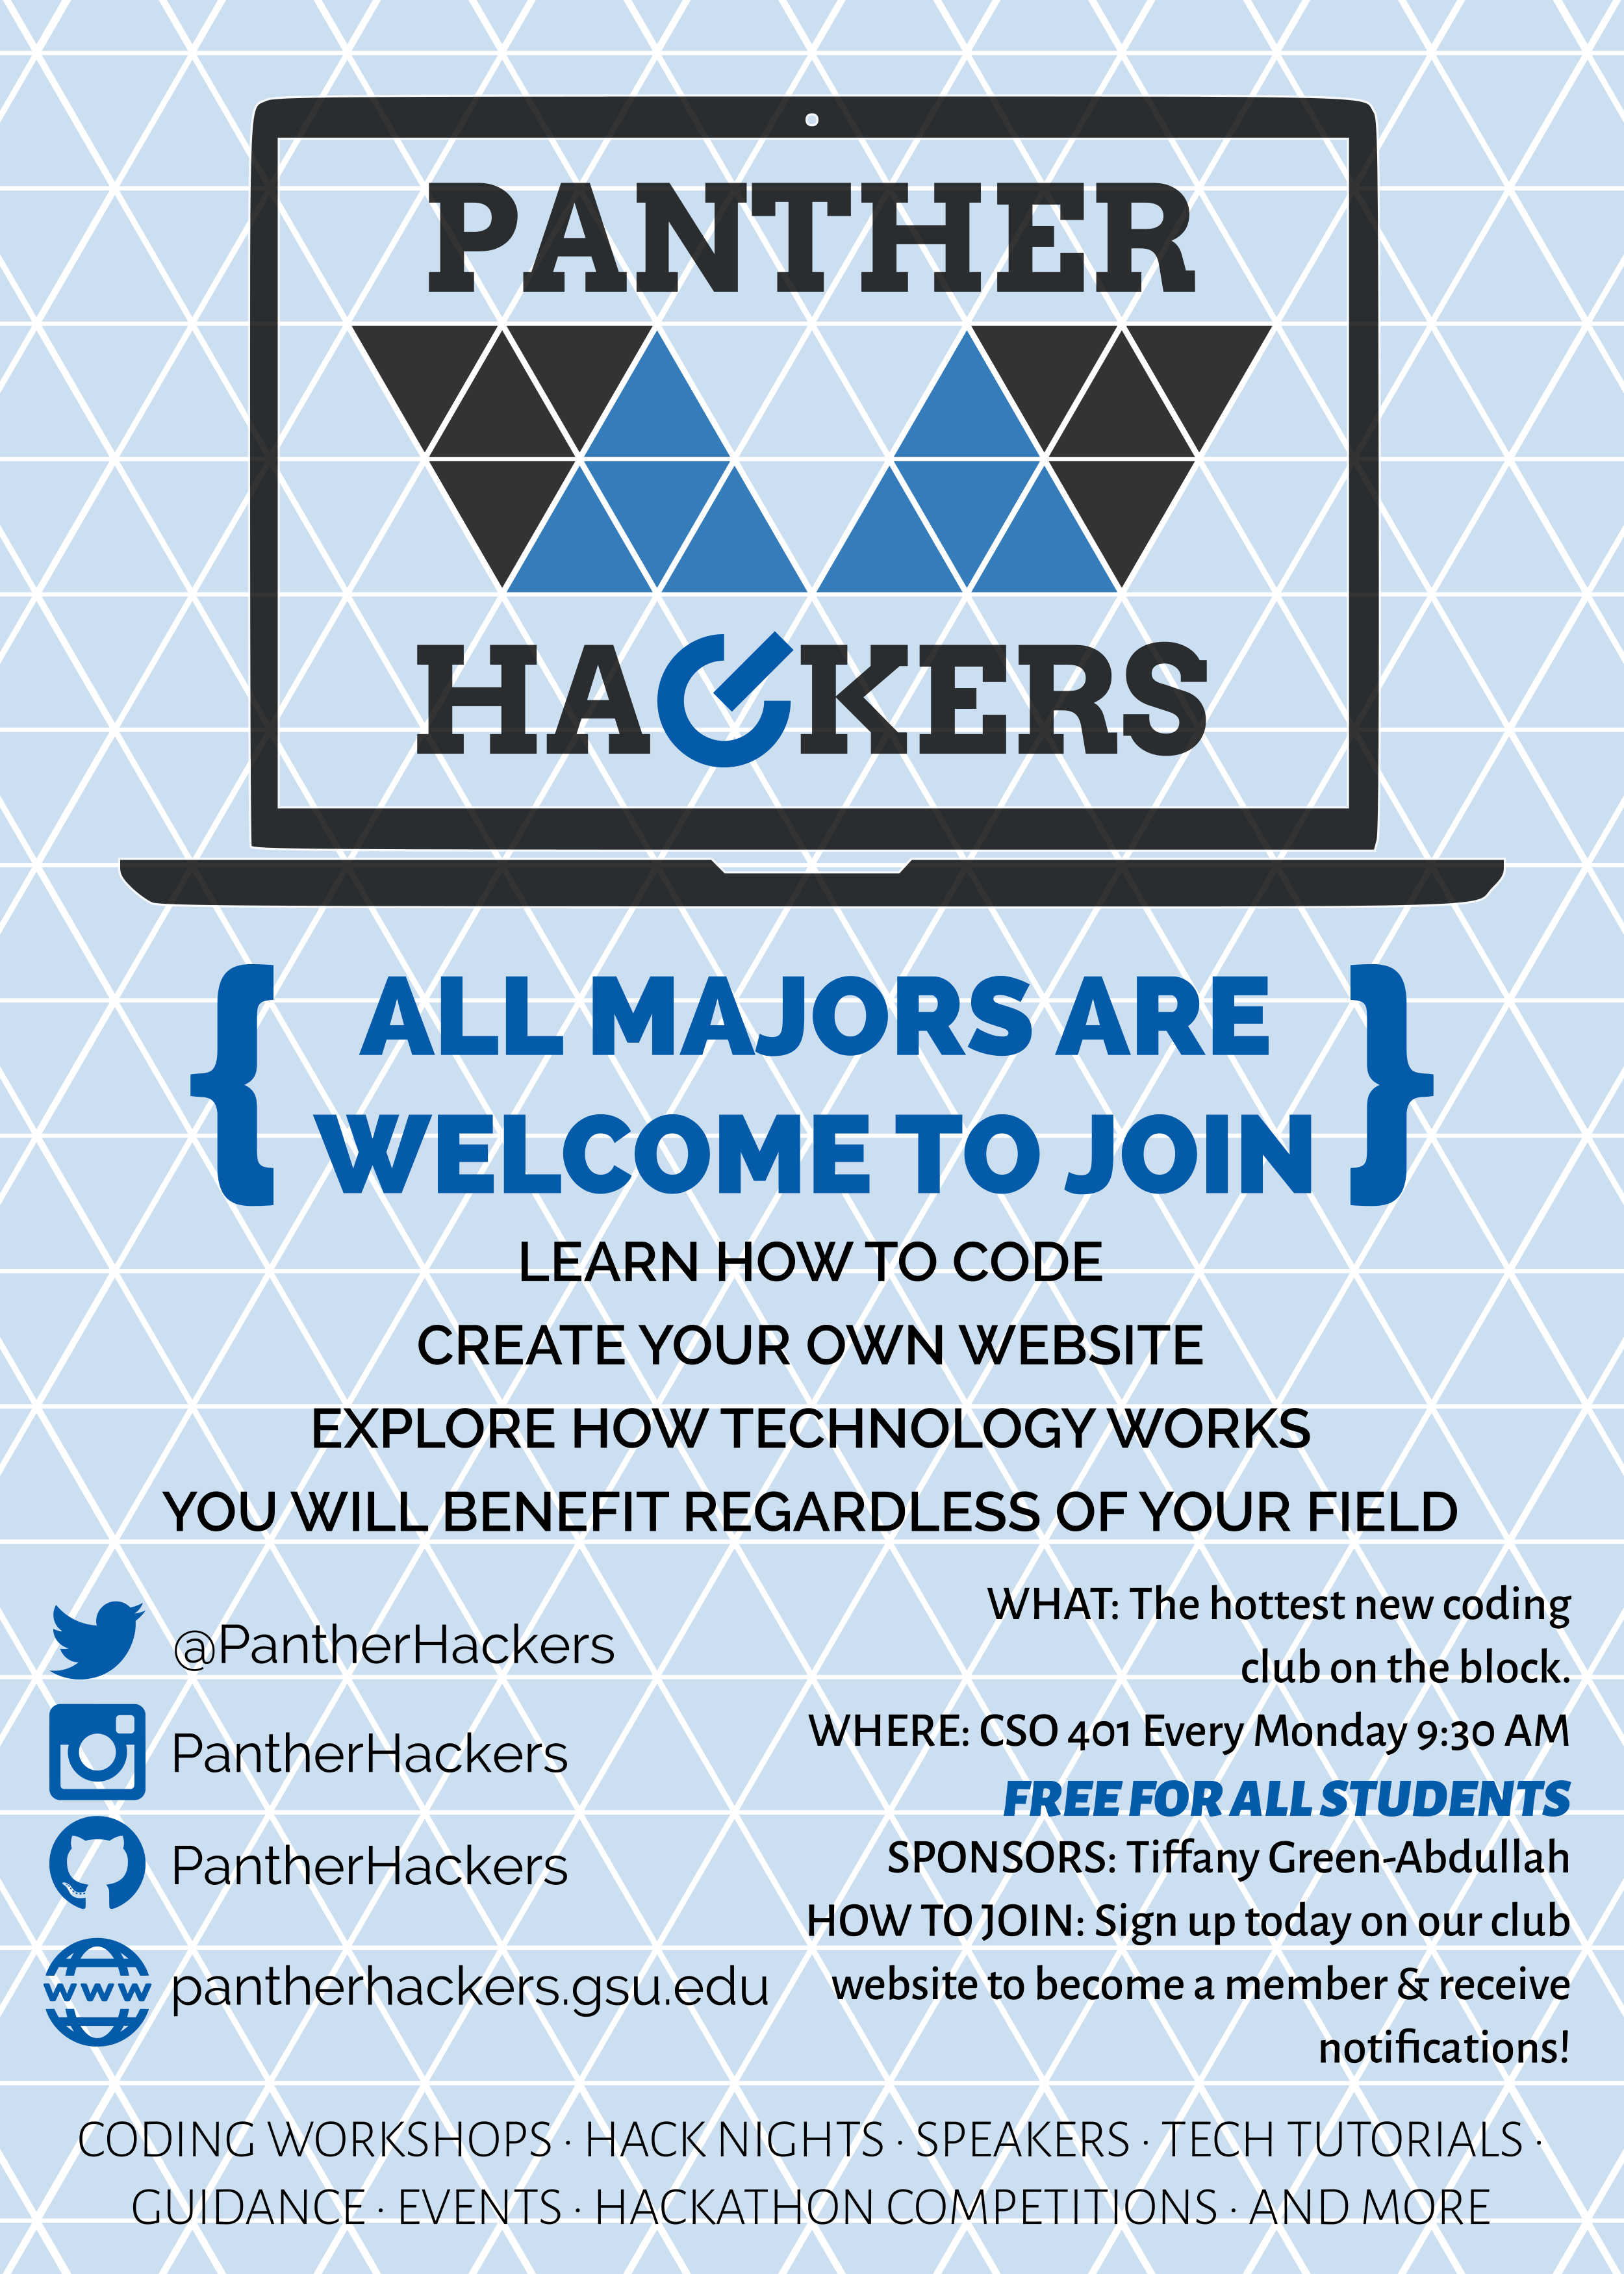 PANTHER
HACKERS
{ ALL MAJORS ARE
WELCOME TO JOIN }
LEARN HOW TO CODE
CREATE YOUR OWN WEBSITE
EXPLORE HOW TECHNOLOGY WORKS
YOU WILL BENEFIT REGARDLESS OF YOUR FIELD
@PantherHackers
PantherHackers
PantherHackers
www pantherhackers.gsu.edu
WHAT: The hottest new coding
club on the block.
WHERE: CSO 401 Every Monday 9:30 AM
FREE FOR ALL STUDENTS
SPONSORS: Tiffany Green-Abdullah
HOW TO JOIN: Sign up today on our club
website to become a member & receive
notifications!
CODING WORKSHOPS · HACK NIGHTS · SPEAKERS · TECH TUTORIALS ·
GUIDANCE · EVENTS · HACKATHON COMPETITIONS · AND MORE